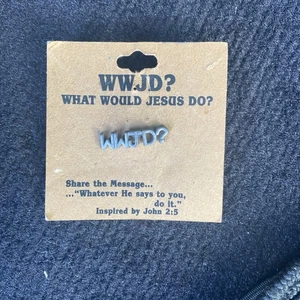 WWJD?
WHAT WOULD JESUS DO?
WWJD?
Share the Message...
..."Whatever He says to you,
do it."
Inspired by John 2:5